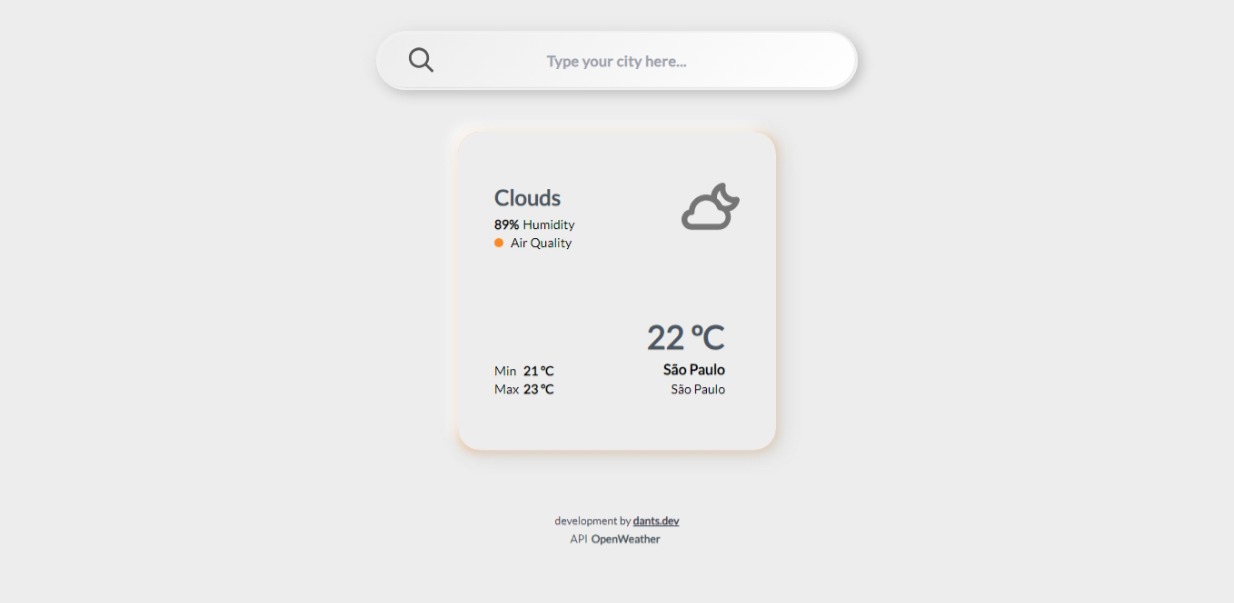 Type your city here...
Clouds
89% Humidity
Air Quality
22 ºC
Min 21 ºC
Max 23 ºC
São Paulo
São Paulo
development by dants.dev
API OpenWeather